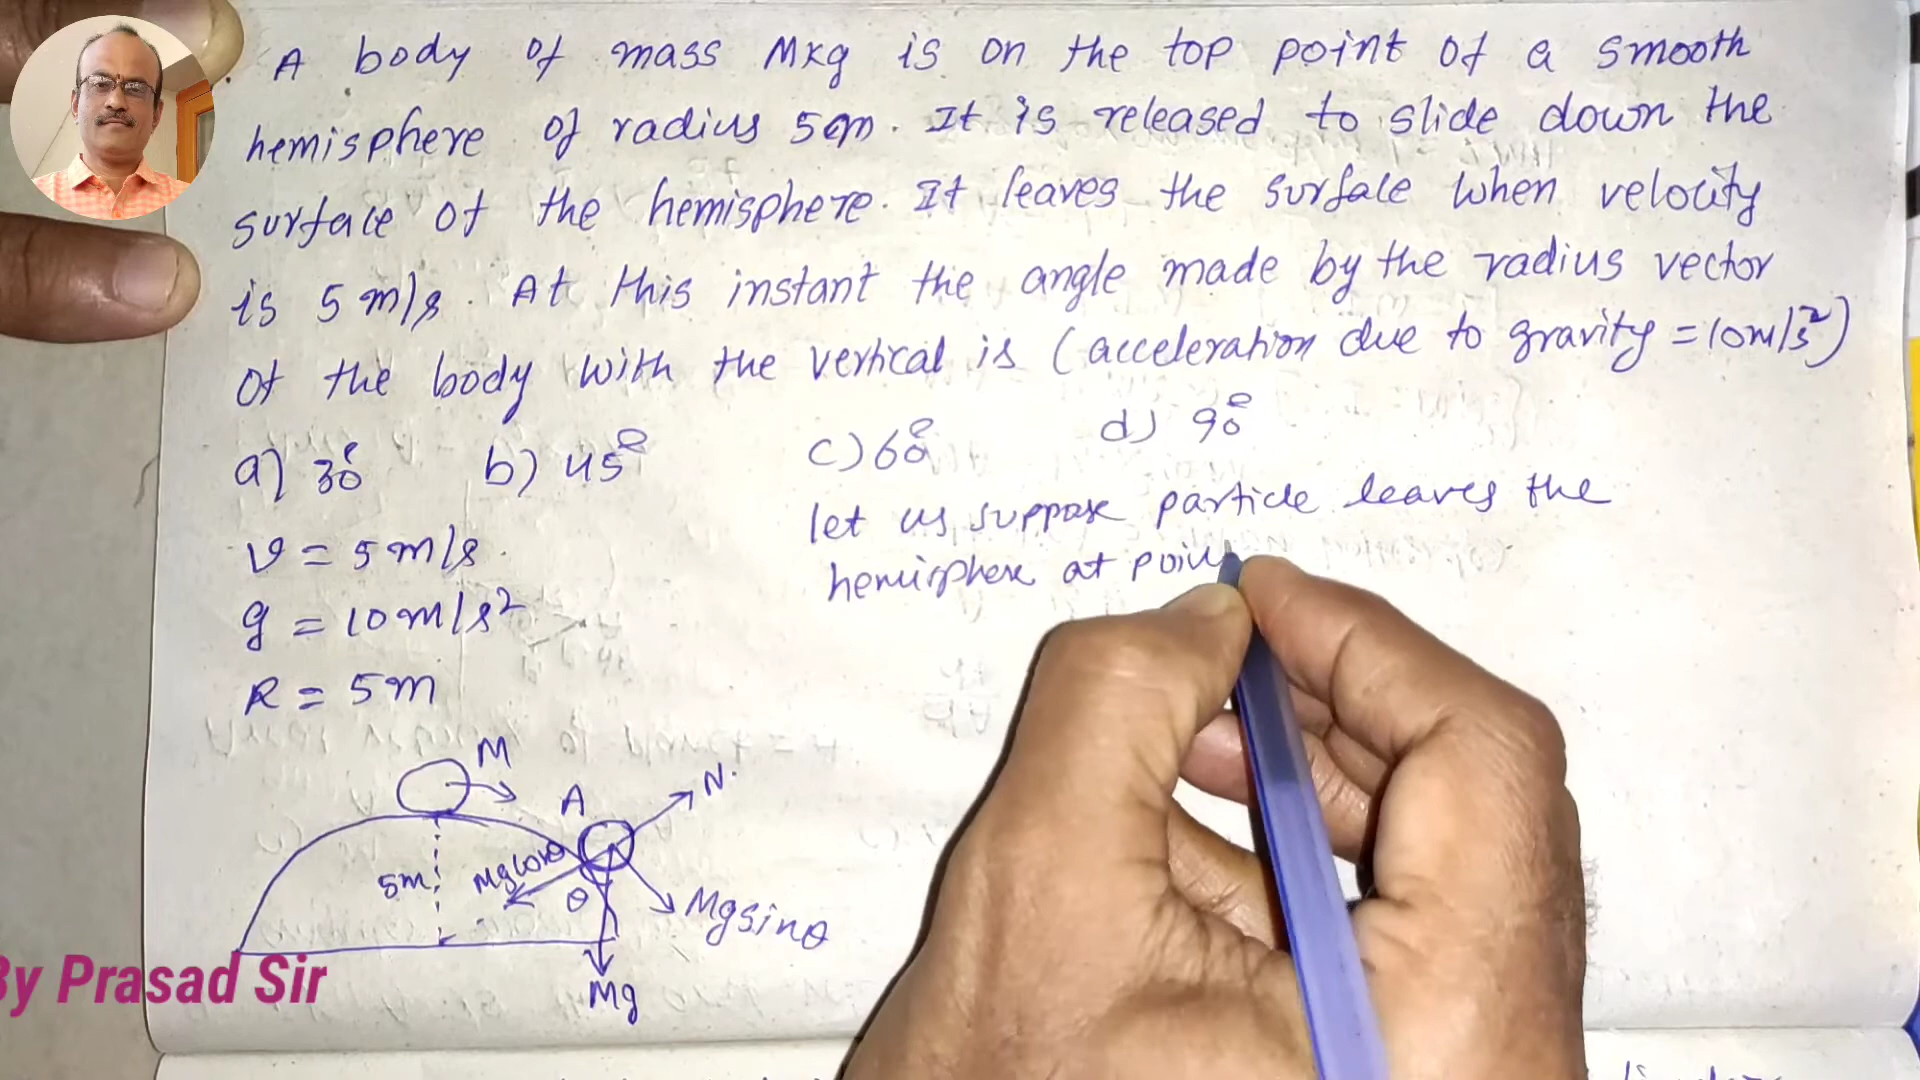 A body of mass Mkg is on the top point of a smooth
hemisphere of radius 5m. It is released to slide down the
surface of the hemisphere. It leaves the surface when velocity
is 5 m/s. At this instant the angle made by the radius vector
of the body with the vertical is (acceleration due to gravity = 10m/s²)
a) 30° b) 45° c) 60° d) 90°
let us suppose particle leaves the
hemisphere at poin
v = 5 m/s.
g = 10 m/s²
R = 5m
M
A
N.
5m
Mg cosθ
θ
Mg sinθ
Mg
By Prasad Sir